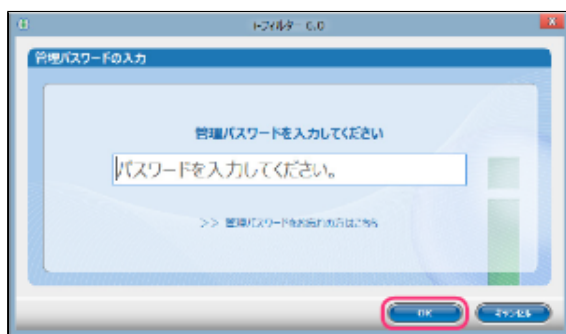 i-フィルター 6.0
管理パスワードの入力
管理パスワードを入力してください
パスワードを入力してください。
>> 管理パスワードをお忘れの方はこちら
OK
キャンセル